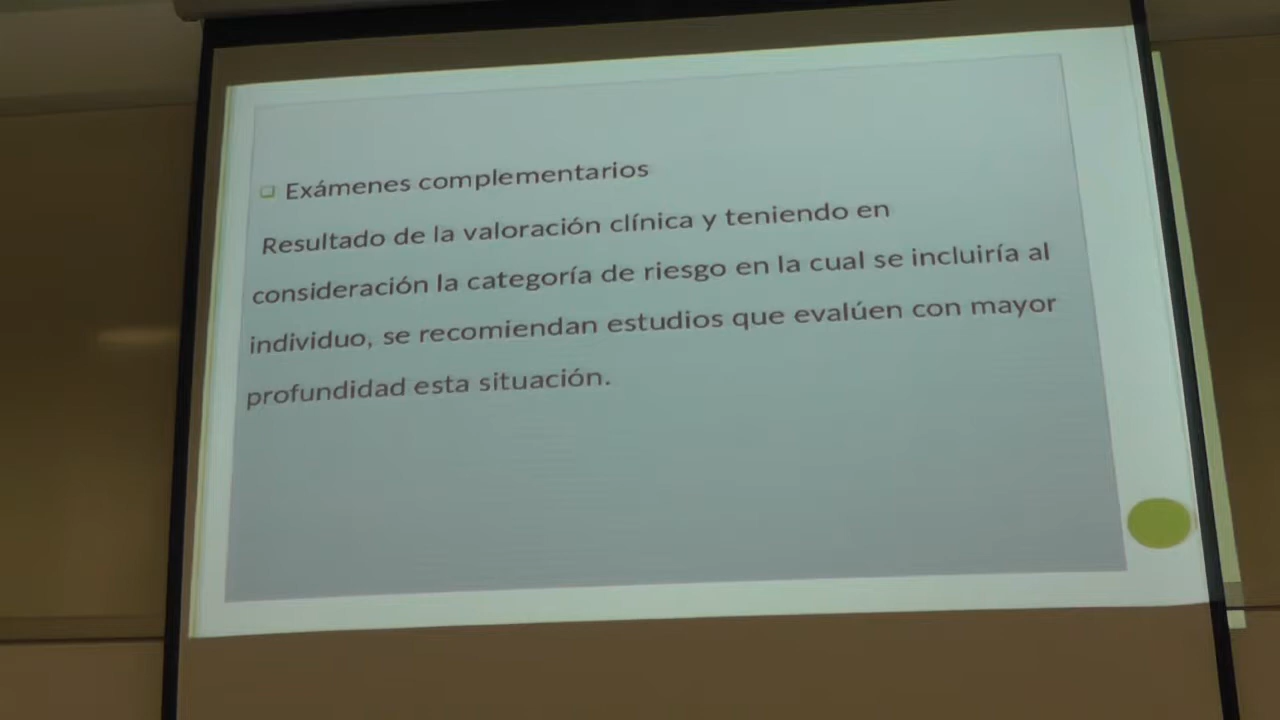 Exámenes complementarios
Resultado de la valoración clínica y teniendo en
consideración la categoría de riesgo en la cual se incluiría al
individuo, se recomiendan estudios que evalúen con mayor
profundidad esta situación.